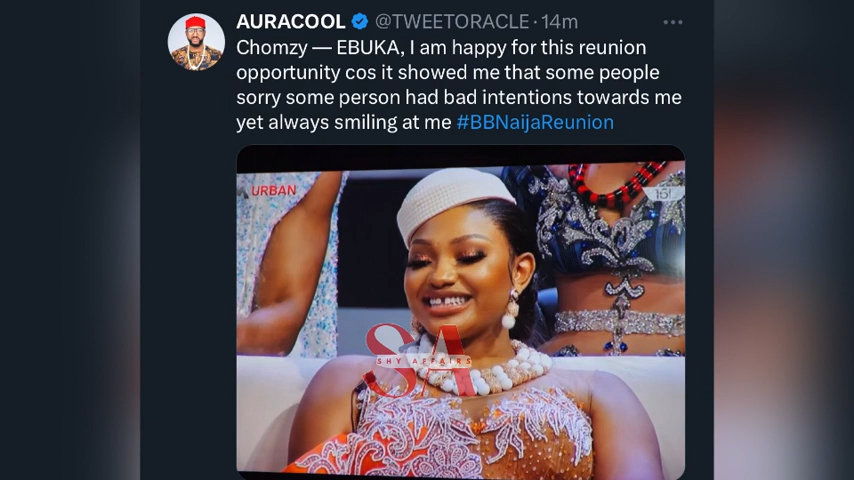 AURACOOL @TWEETORACLE · 14m
Chomzy — EBUKA, I am happy for this reunion
opportunity cos it showed me that some people
sorry some person had bad intentions towards me
yet always smiling at me #BBNaijaReunion
URBAN
SA
SHY AFFAIRS